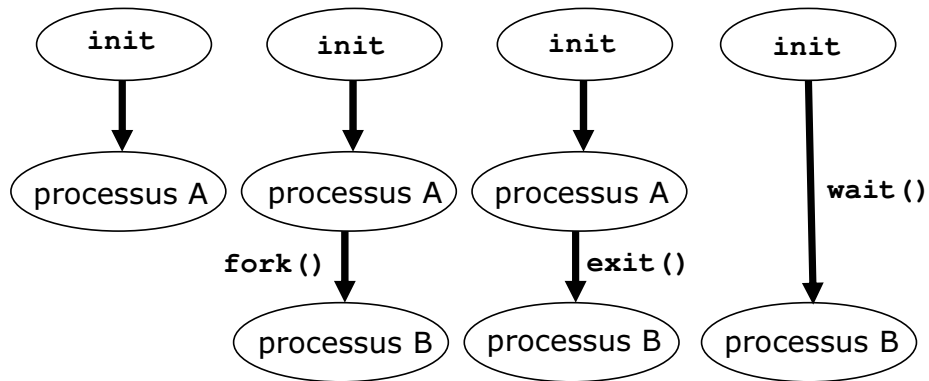 init
init
init
init
processus A
processus A
processus A
wait()
fork()
exit()
processus B
processus B
processus B